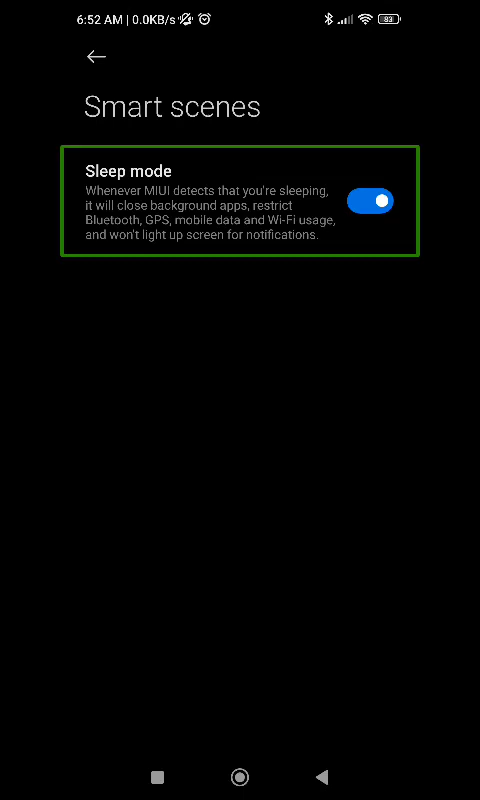 6:52 AM | 0.0KB/s 83
Smart scenes
Sleep mode
Whenever MIUI detects that you're sleeping,
it will close background apps, restrict
Bluetooth, GPS, mobile data and Wi-Fi usage,
and won't light up screen for notifications.